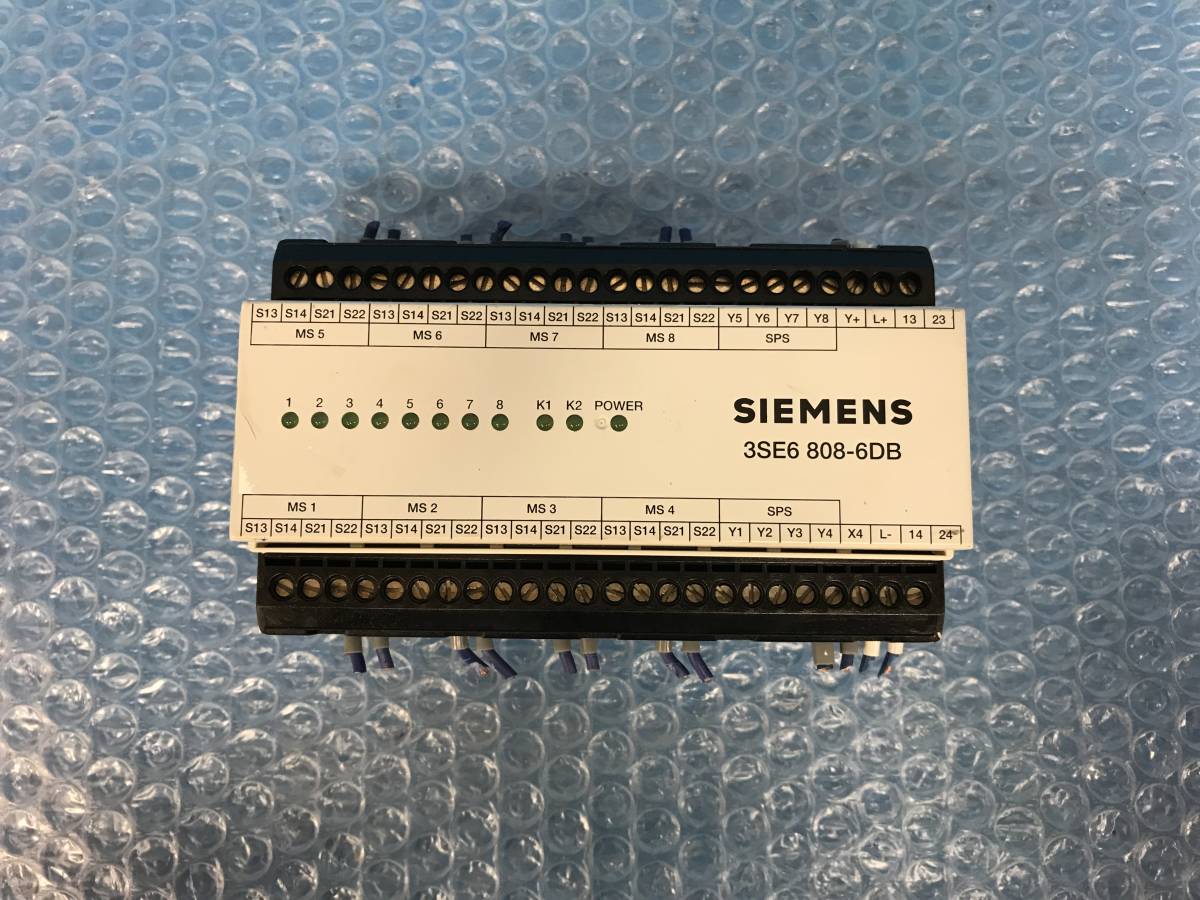 S13 S14 S21 S22 S13 S14 S21 S22 S13 S14 S21 S22 S13 S14 S21 S22 Y5 Y6 Y7 Y8 Y+ L+ 13 23
MS 5 MS 6 MS 7 MS 8 SPS
1 2 3 4 5 6 7 8 K1 K2 POWER
SIEMENS
3SE6 808-6DB
MS 1 MS 2 MS 3 MS 4 SPS
S13 S14 S21 S22 S13 S14 S21 S22 S13 S14 S21 S22 S13 S14 S21 S22 Y1 Y2 Y3 Y4 X4 L- 14 24